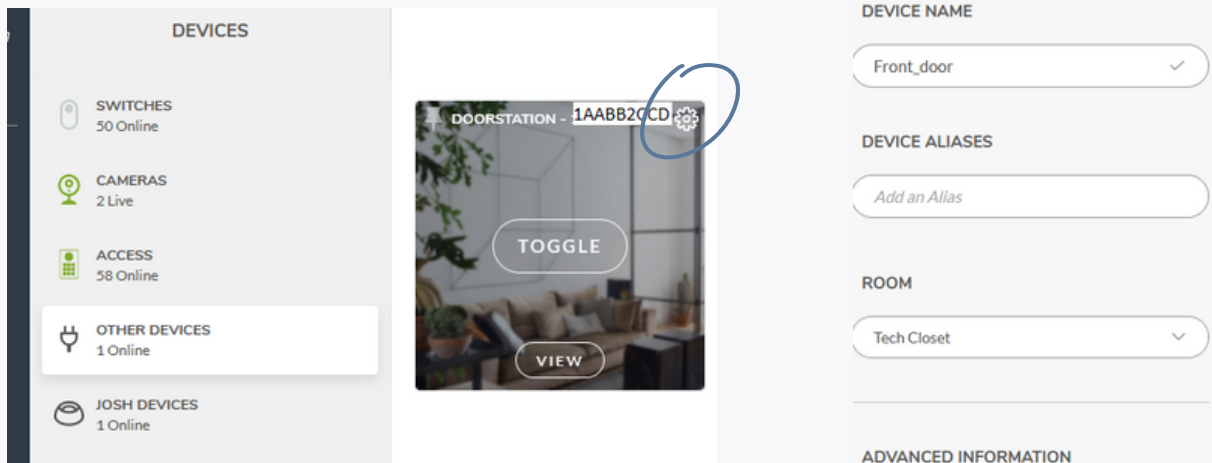 DEVICES
SWITCHES
50 Online
CAMERAS
2 Live
ACCESS
58 Online
OTHER DEVICES
1 Online
JOSH DEVICES
1 Online
DOORSTATION - 1AABB2CCD
TOGGLE
VIEW
DEVICE NAME
Front_door
DEVICE ALIASES
Add an Alias
ROOM
Tech Closet
ADVANCED INFORMATION